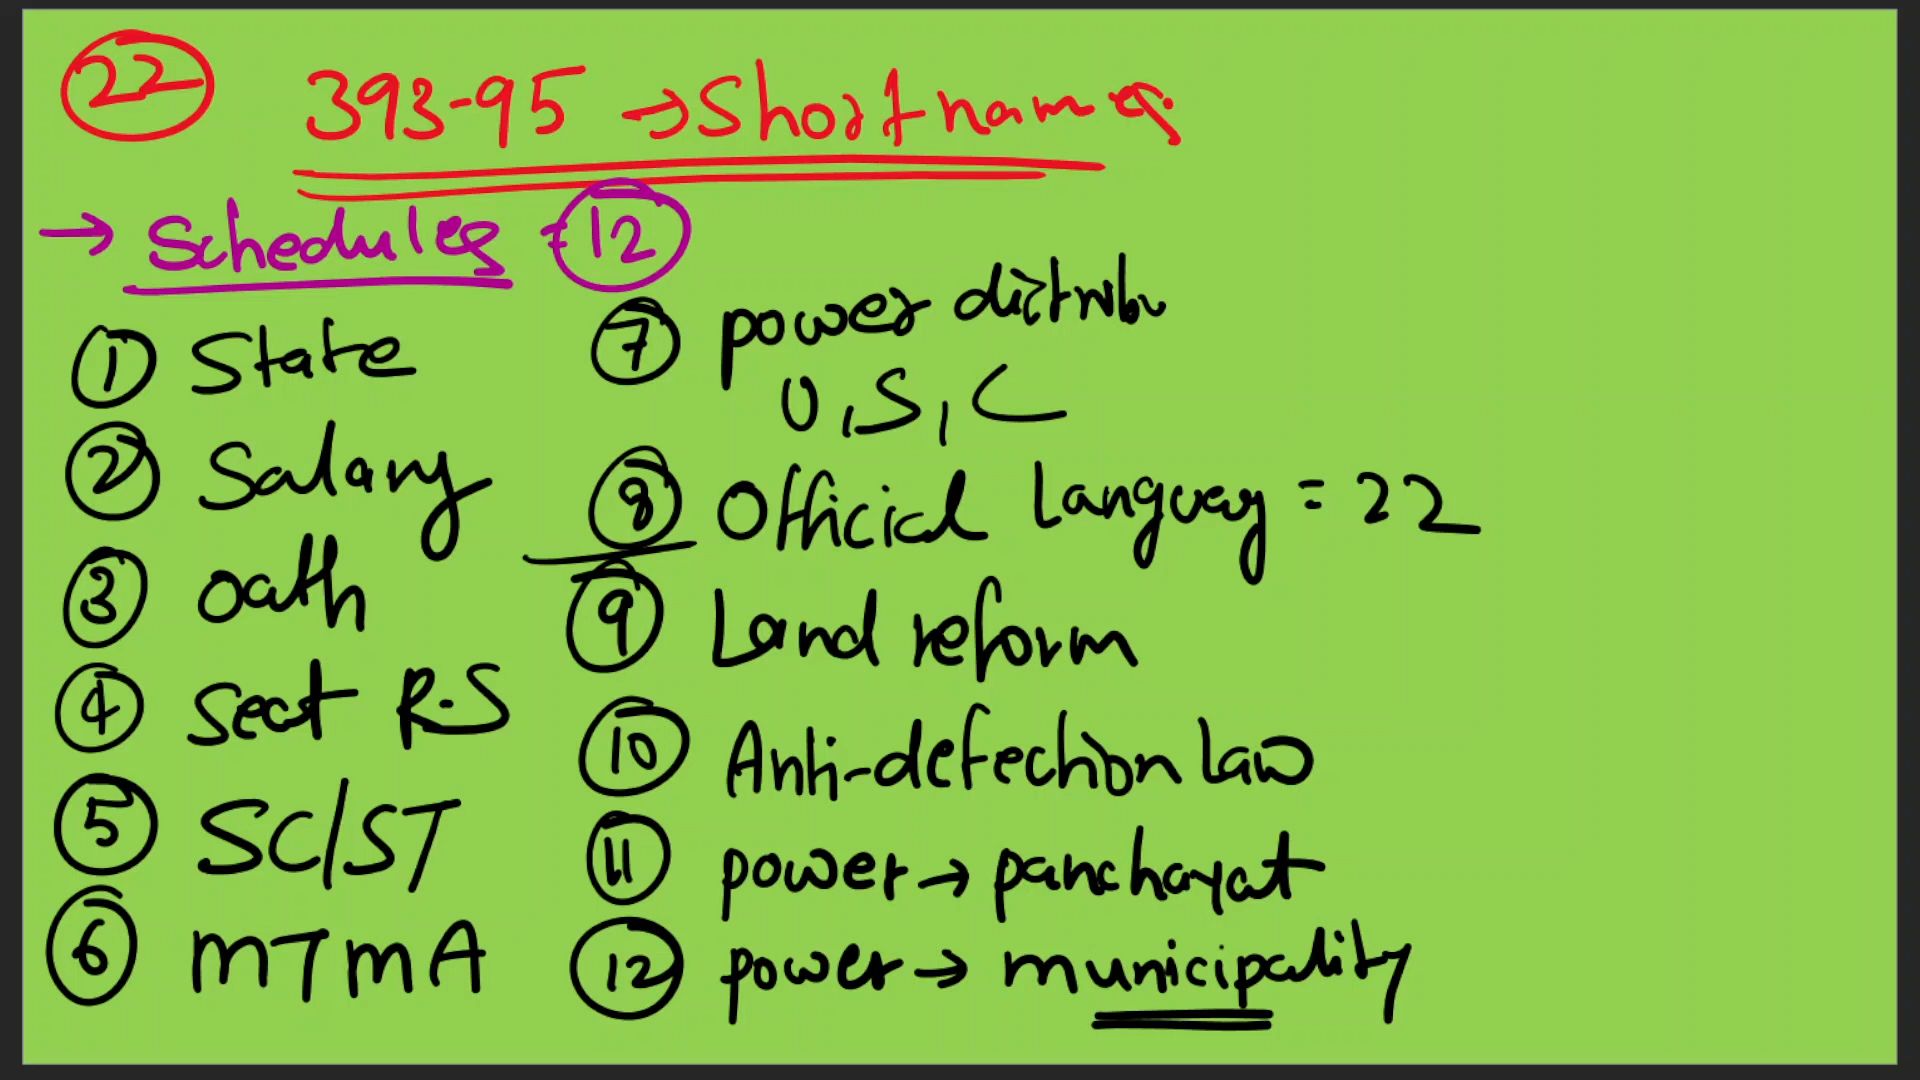 22 393-95 → Short names
→ Schedules = 12
1 State
2 Salary
3 oath
4 seat R.S
5 SC/ST
6 MTMA
7 power distribu
U, S, C
8 Official Language = 22
9 Land reform
10 Anti-defection law
11 power → panchayat
12 power → municipality